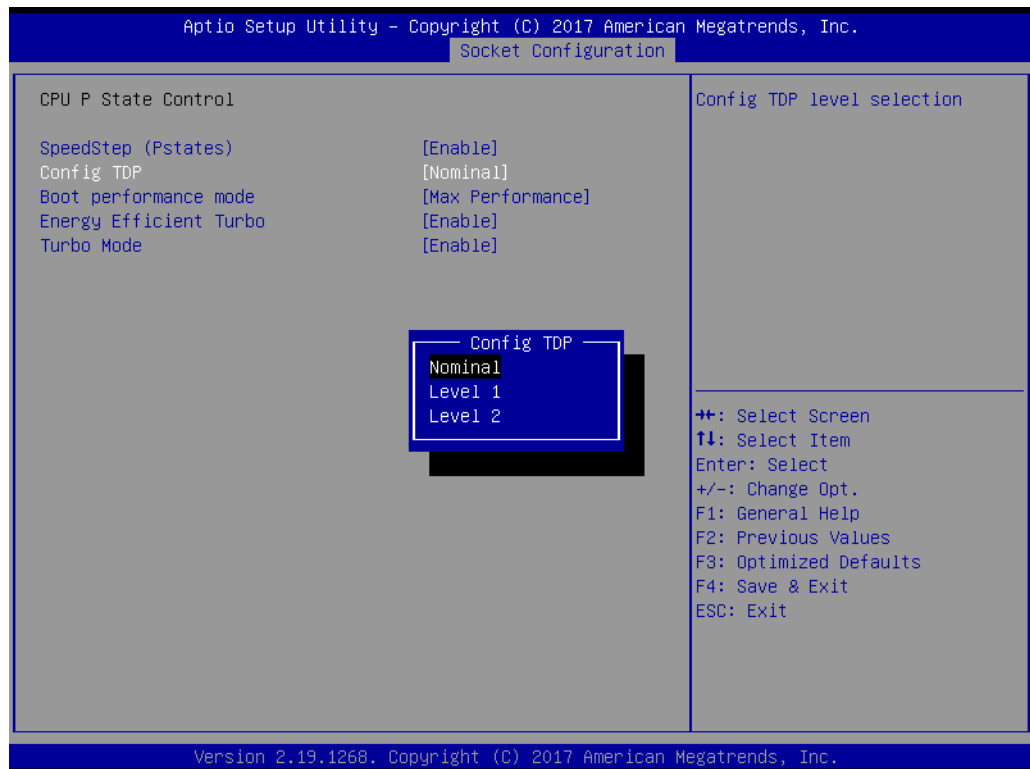 Aptio Setup Utility – Copyright (C) 2017 American Megatrends, Inc.
Socket Configuration
CPU P State Control
SpeedStep (Pstates) [Enable]
Config TDP [Nominal]
Boot performance mode [Max Performance]
Energy Efficient Turbo [Enable]
Turbo Mode [Enable]
Config TDP
Nominal
Level 1
Level 2
Config TDP level selection
→←: Select Screen
↑↓: Select Item
Enter: Select
+/-: Change Opt.
F1: General Help
F2: Previous Values
F3: Optimized Defaults
F4: Save & Exit
ESC: Exit
Version 2.19.1268. Copyright (C) 2017 American Megatrends, Inc.